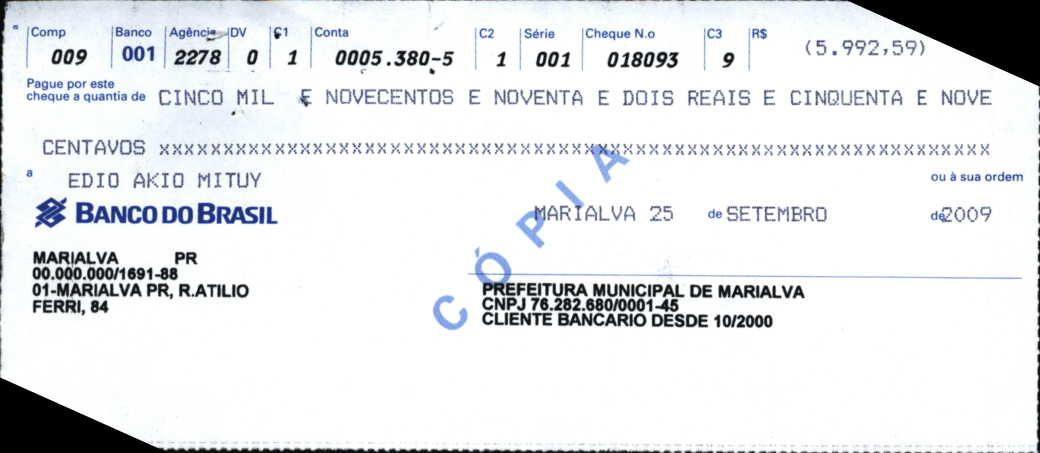 Comp Banco Agência DV C1 Conta C2 Série Cheque N.o C3 R$
009 001 2278 0 1 0005.380-5 1 001 018093 9 (5.992,59)
Pague por este
cheque a quantia de CINCO MIL E NOVECENTOS E NOVENTA E DOIS REAIS E CINQUENTA E NOVE
CENTAVOS xxxxxxxxxxxxxxxxxxxxxxxxxxxxxxxxxxxxxxxxxxxxxxxxxxxxxxxxxxxxxxxxxxxxxxxxxxxxx
a EDIO AKIO MITUY ou à sua ordem
BANCO DO BRASIL MARIALVA 25 de SETEMBRO de 2009
MARIALVA PR
00.000.000/1691-88
01-MARIALVA PR, R.ATILIO
FERRI, 84
PREFEITURA MUNICIPAL DE MARIALVA
CNPJ 76.282.680/0001-45
CLIENTE BANCARIO DESDE 10/2000
CÓPIA